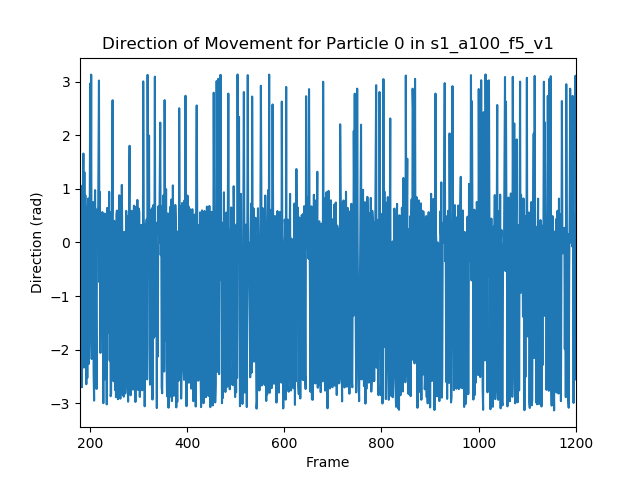 Direction of Movement for Particle 0 in s1_a100_f5_v1
3
2
1
0
−1
−2
−3
Direction (rad)
200 400 600 800 1000 1200
Frame